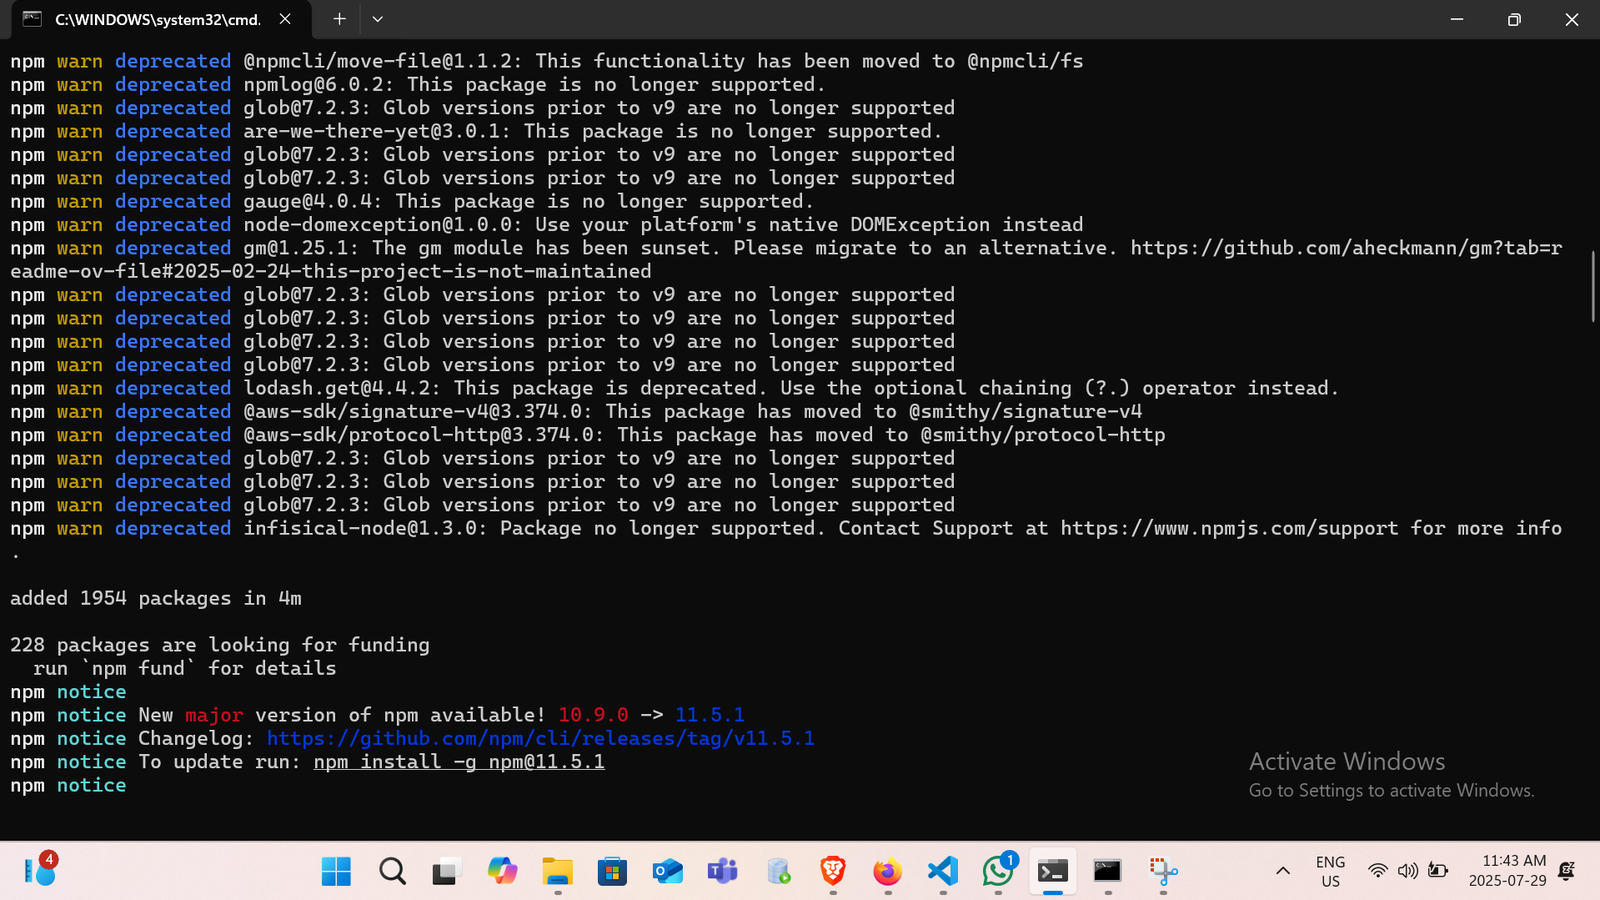 C:\WINDOWS\system32\cmd.
npm warn deprecated @npmcli/move-file@1.1.2: This functionality has been moved to @npmcli/fs
npm warn deprecated npmlog@6.0.2: This package is no longer supported.
npm warn deprecated glob@7.2.3: Glob versions prior to v9 are no longer supported
npm warn deprecated are-we-there-yet@3.0.1: This package is no longer supported.
npm warn deprecated glob@7.2.3: Glob versions prior to v9 are no longer supported
npm warn deprecated glob@7.2.3: Glob versions prior to v9 are no longer supported
npm warn deprecated gauge@4.0.4: This package is no longer supported.
npm warn deprecated node-domexception@1.0.0: Use your platform's native DOMException instead
npm warn deprecated gm@1.25.1: The gm module has been sunset. Please migrate to an alternative. https://github.com/aheckmann/gm?tab=r
eadme-ov-file#2025-02-24-this-project-is-not-maintained
npm warn deprecated glob@7.2.3: Glob versions prior to v9 are no longer supported
npm warn deprecated glob@7.2.3: Glob versions prior to v9 are no longer supported
npm warn deprecated glob@7.2.3: Glob versions prior to v9 are no longer supported
npm warn deprecated glob@7.2.3: Glob versions prior to v9 are no longer supported
npm warn deprecated lodash.get@4.4.2: This package is deprecated. Use the optional chaining (?.) operator instead.
npm warn deprecated @aws-sdk/signature-v4@3.374.0: This package has moved to @smithy/signature-v4
npm warn deprecated @aws-sdk/protocol-http@3.374.0: This package has moved to @smithy/protocol-http
npm warn deprecated glob@7.2.3: Glob versions prior to v9 are no longer supported
npm warn deprecated glob@7.2.3: Glob versions prior to v9 are no longer supported
npm warn deprecated glob@7.2.3: Glob versions prior to v9 are no longer supported
npm warn deprecated infisical-node@1.3.0: Package no longer supported. Contact Support at https://www.npmjs.com/support for more info
.
added 1954 packages in 4m
228 packages are looking for funding
run `npm fund` for details
npm notice
npm notice New major version of npm available! 10.9.0 -> 11.5.1
npm notice Changelog: https://github.com/npm/cli/releases/tag/v11.5.1
npm notice To update run: npm install -g npm@11.5.1
npm notice
Activate Windows
Go to Settings to activate Windows.
4
1
ENG
US
11:43 AM
2025-07-29